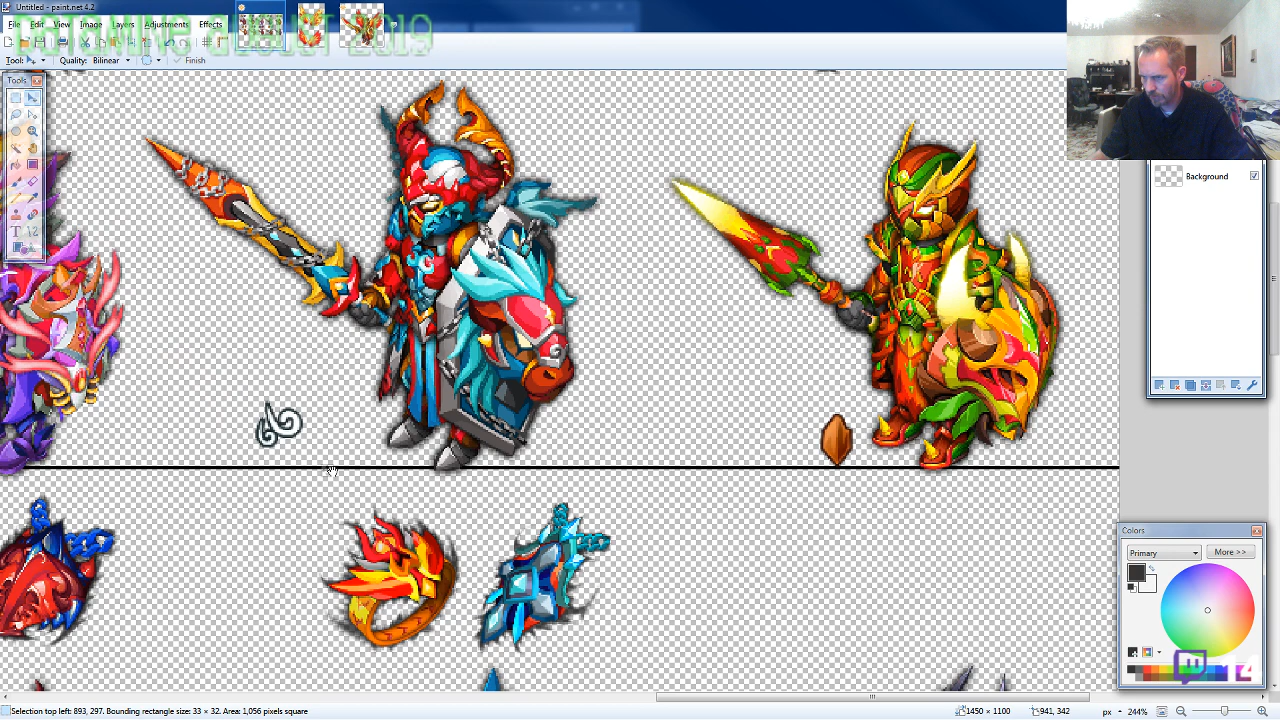 Untitled - paint.net 4.2
File Edit View Image Layers Adjustments Effects
Tool: Quality: Bilinear Finish
Tools
Background
Colors
Primary More >>
Selection top left: 893, 297. Bounding rectangle size: 33 × 32. Area: 1,056 pixels square
1450 × 1100 941, 342 px 244%